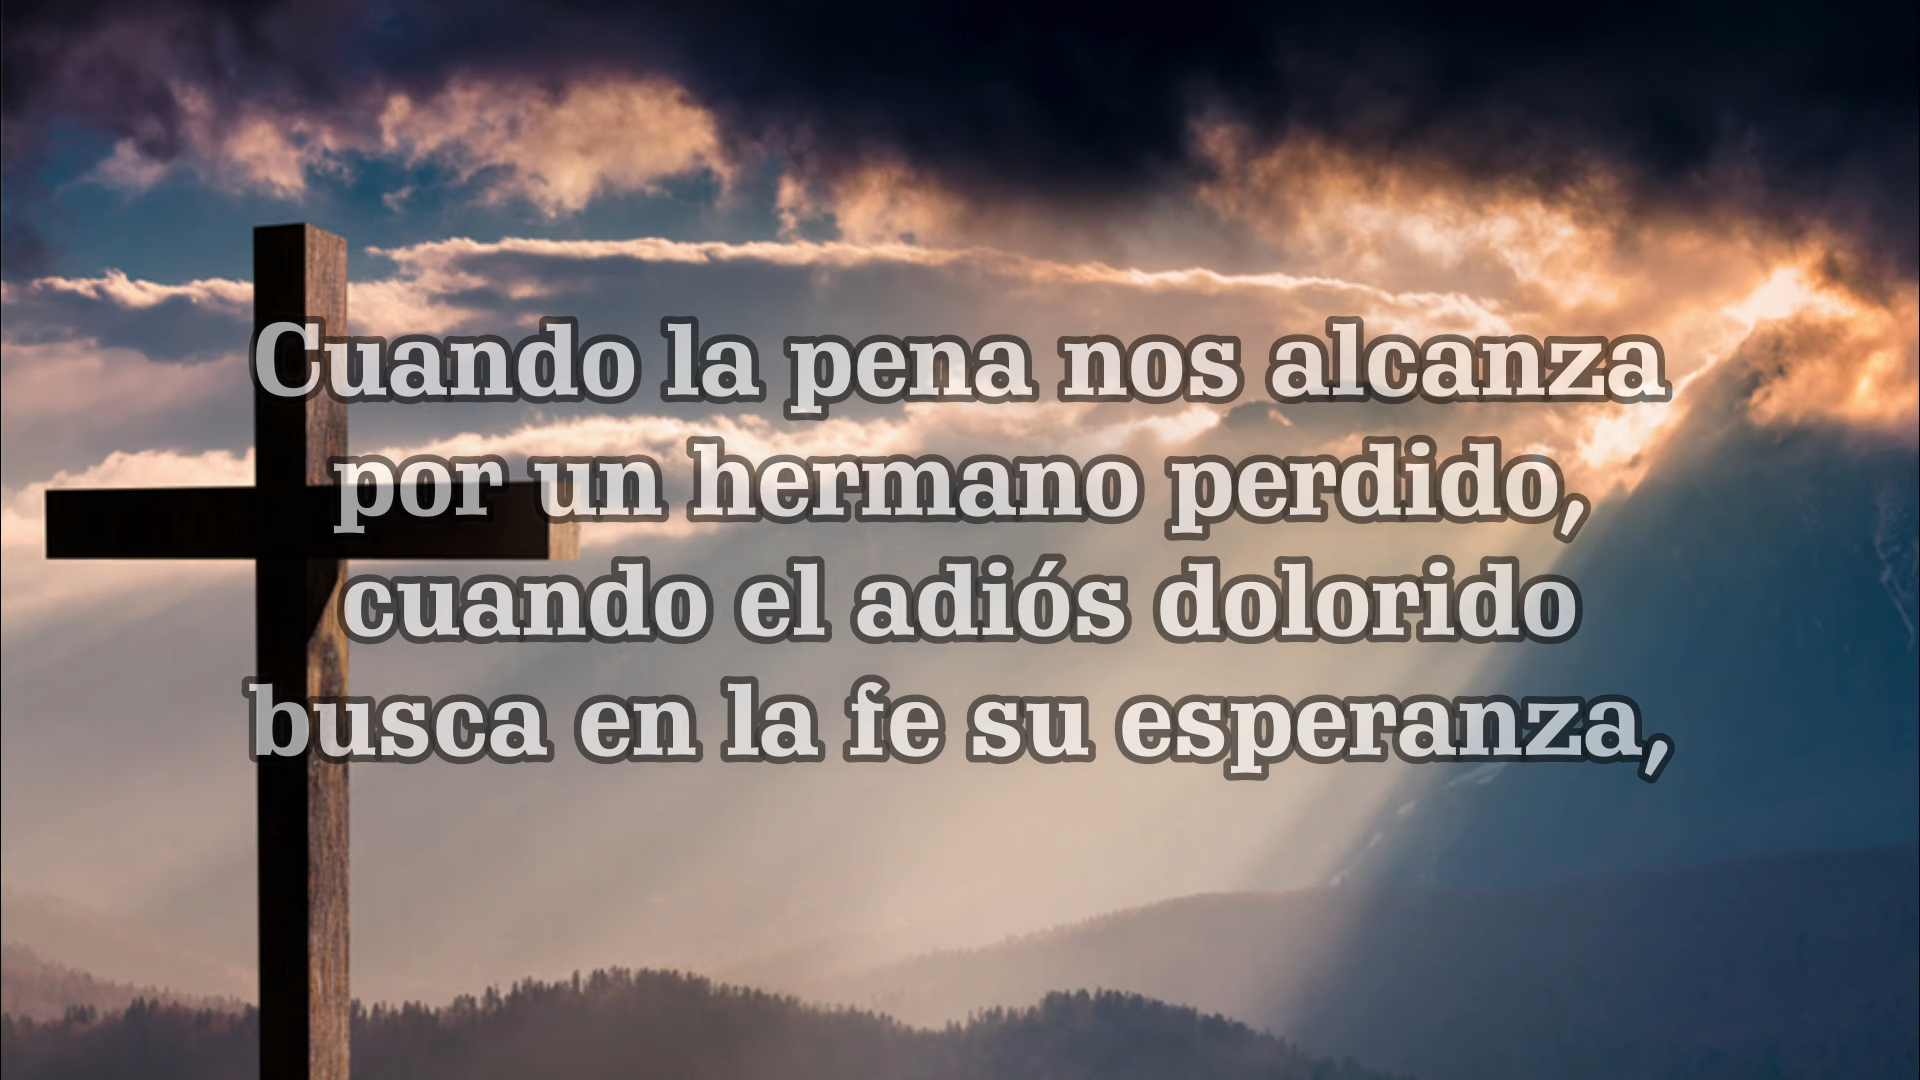 Cuando la pena nos alcanza
por un hermano perdido,
cuando el adiós dolorido
busca en la fe su esperanza,